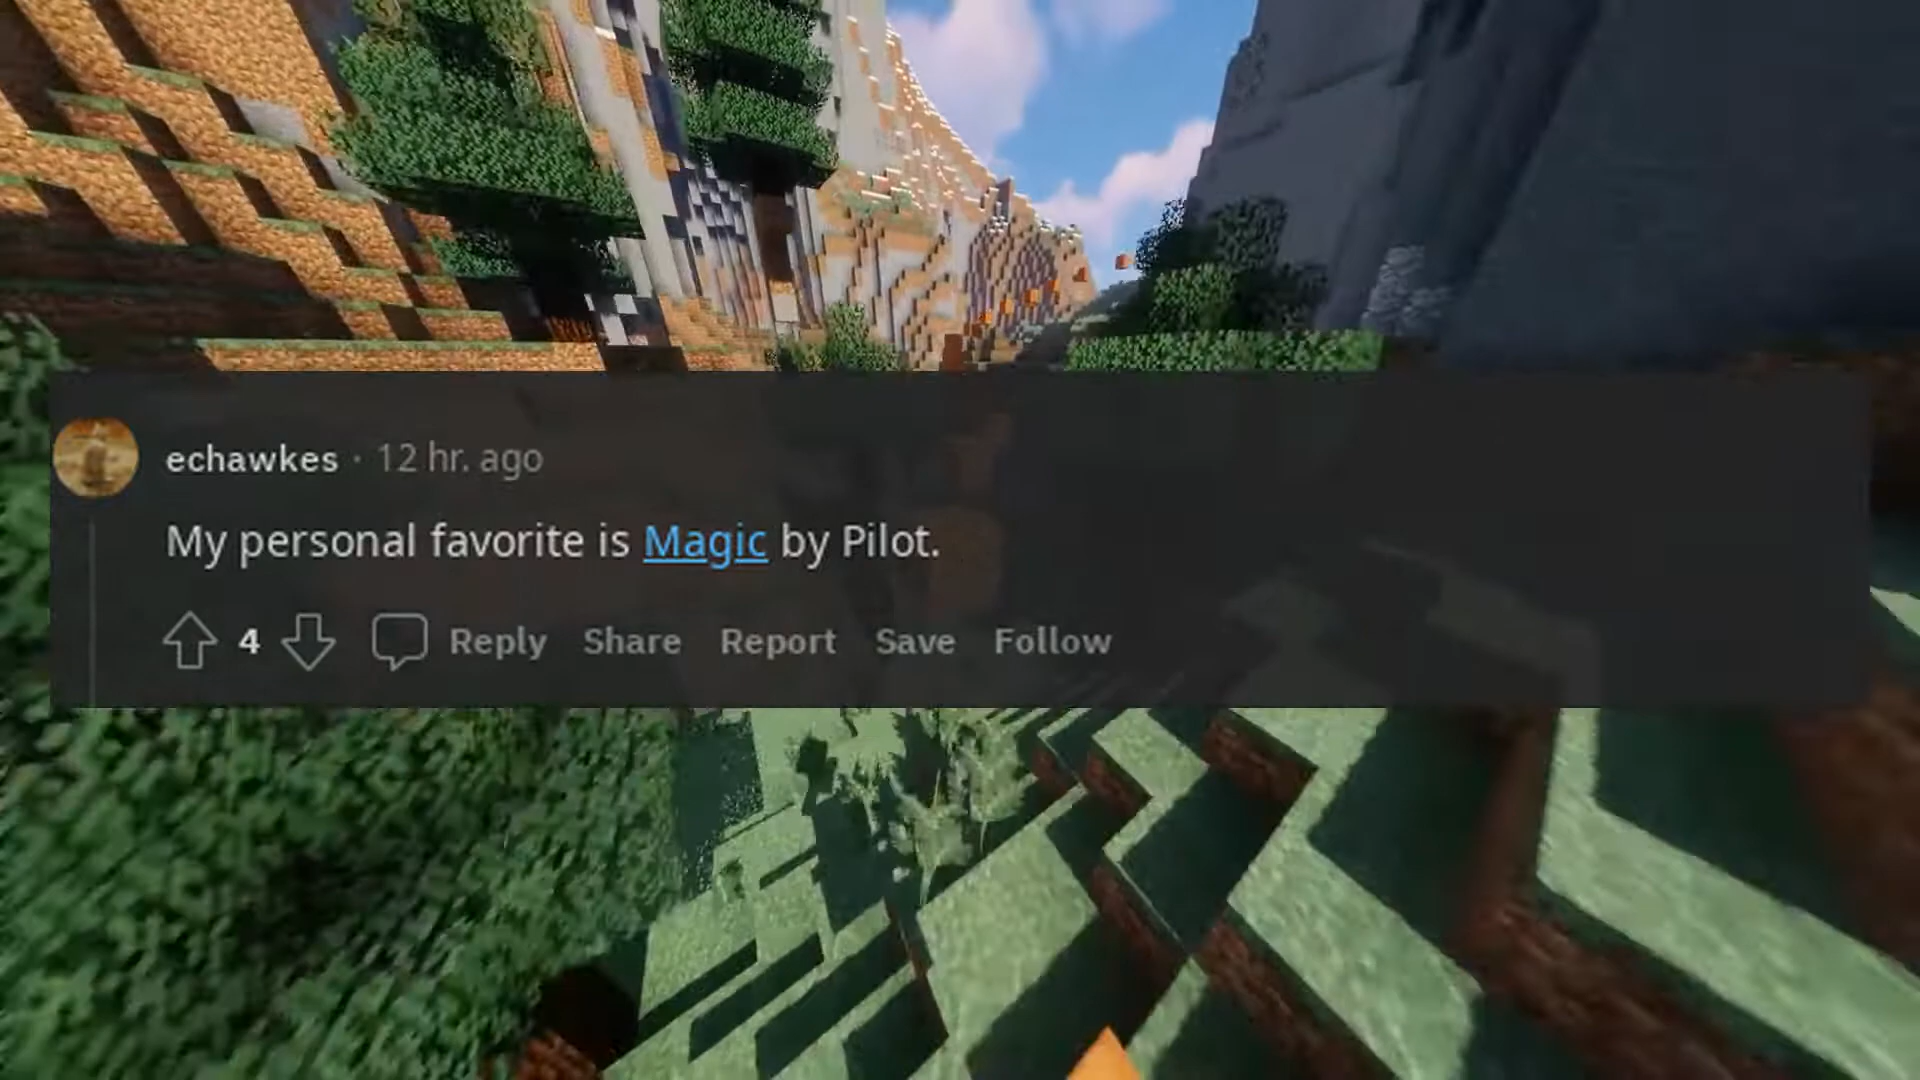 echawkes · 12 hr. ago
My personal favorite is Magic by Pilot.
4 Reply Share Report Save Follow